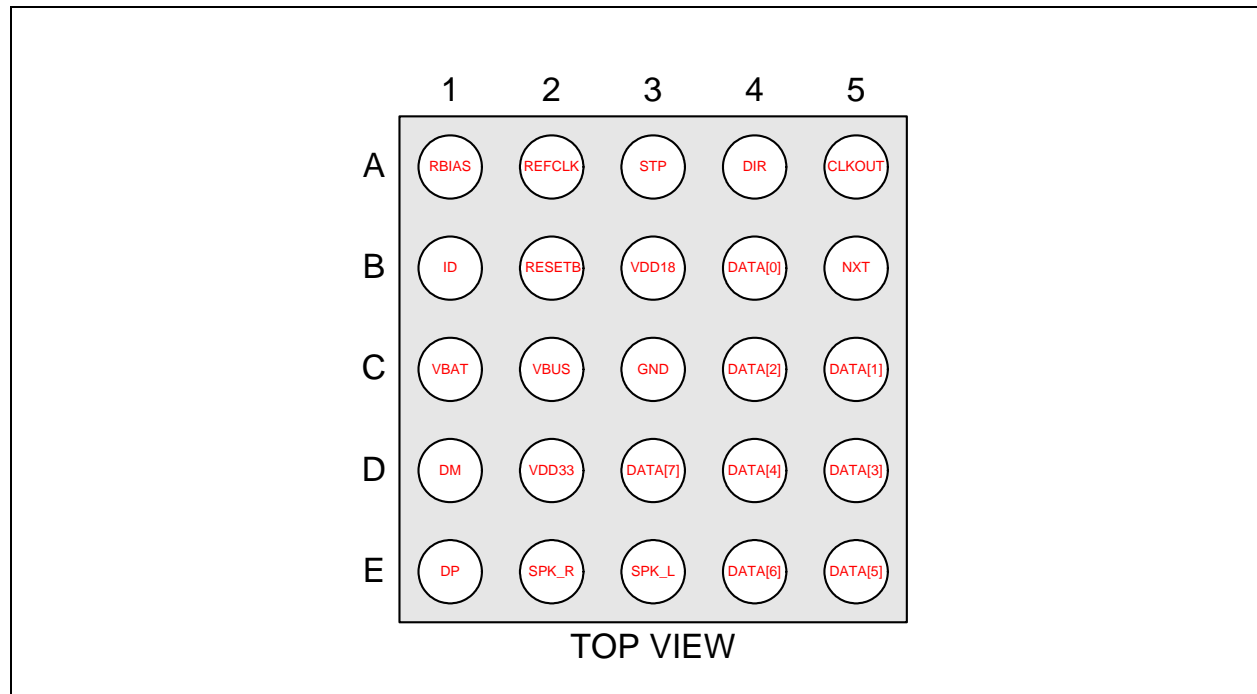 1 2 3 4 5
A RBIAS REFCLK STP DIR CLKOUT
B ID RESETB VDD18 DATA[0] NXT
C VBAT VBUS GND DATA[2] DATA[1]
D DM VDD33 DATA[7] DATA[4] DATA[3]
E DP SPK_R SPK_L DATA[6] DATA[5]
TOP VIEW